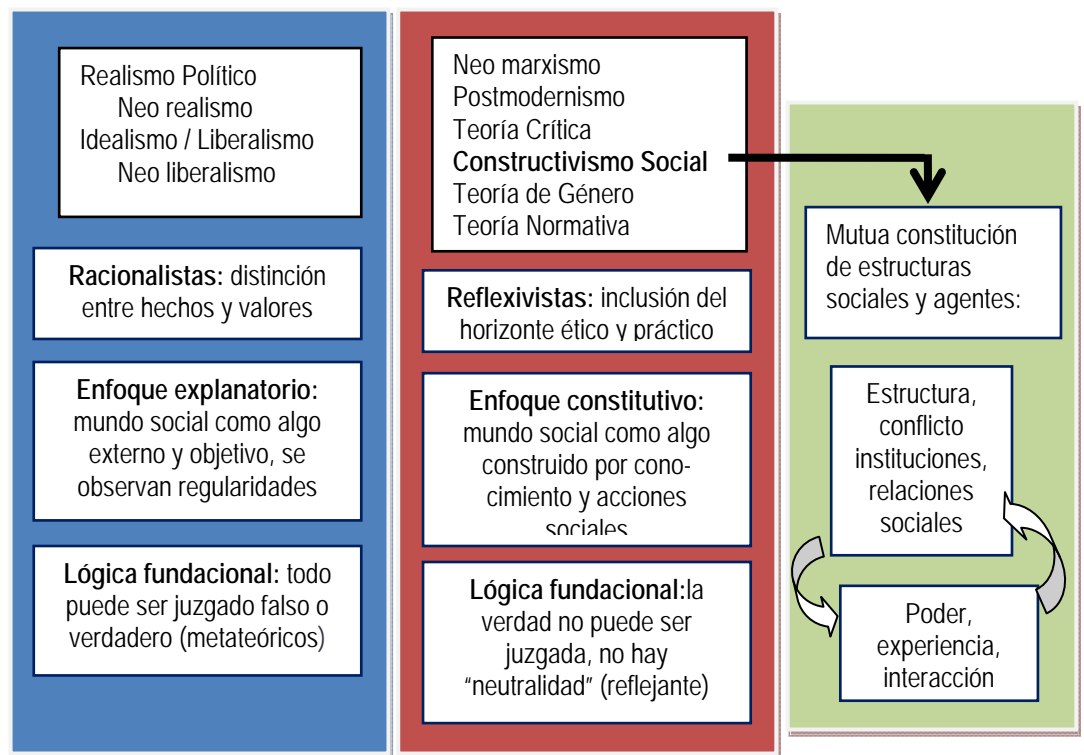 Realismo Político
Neo realismo
Idealismo / Liberalismo
Neo liberalismo
Racionalistas: distinción
entre hechos y valores
Enfoque explanatorio:
mundo social como algo
externo y objetivo, se
observan regularidades
Lógica fundacional: todo
puede ser juzgado falso o
verdadero (metateóricos)
Neo marxismo
Postmodernismo
Teoría Crítica
Constructivismo Social
Teoría de Género
Teoría Normativa
Reflexivistas: inclusión del
horizonte ético y práctico
Enfoque constitutivo:
mundo social como algo
construido por cono-
cimiento y acciones
sociales
Lógica fundacional:la
verdad no puede ser
juzgada, no hay
“neutralidad” (reflejante)
Mutua constitución
de estructuras
sociales y agentes:
Estructura,
conflicto
instituciones,
relaciones
sociales
Poder,
experiencia,
interacción